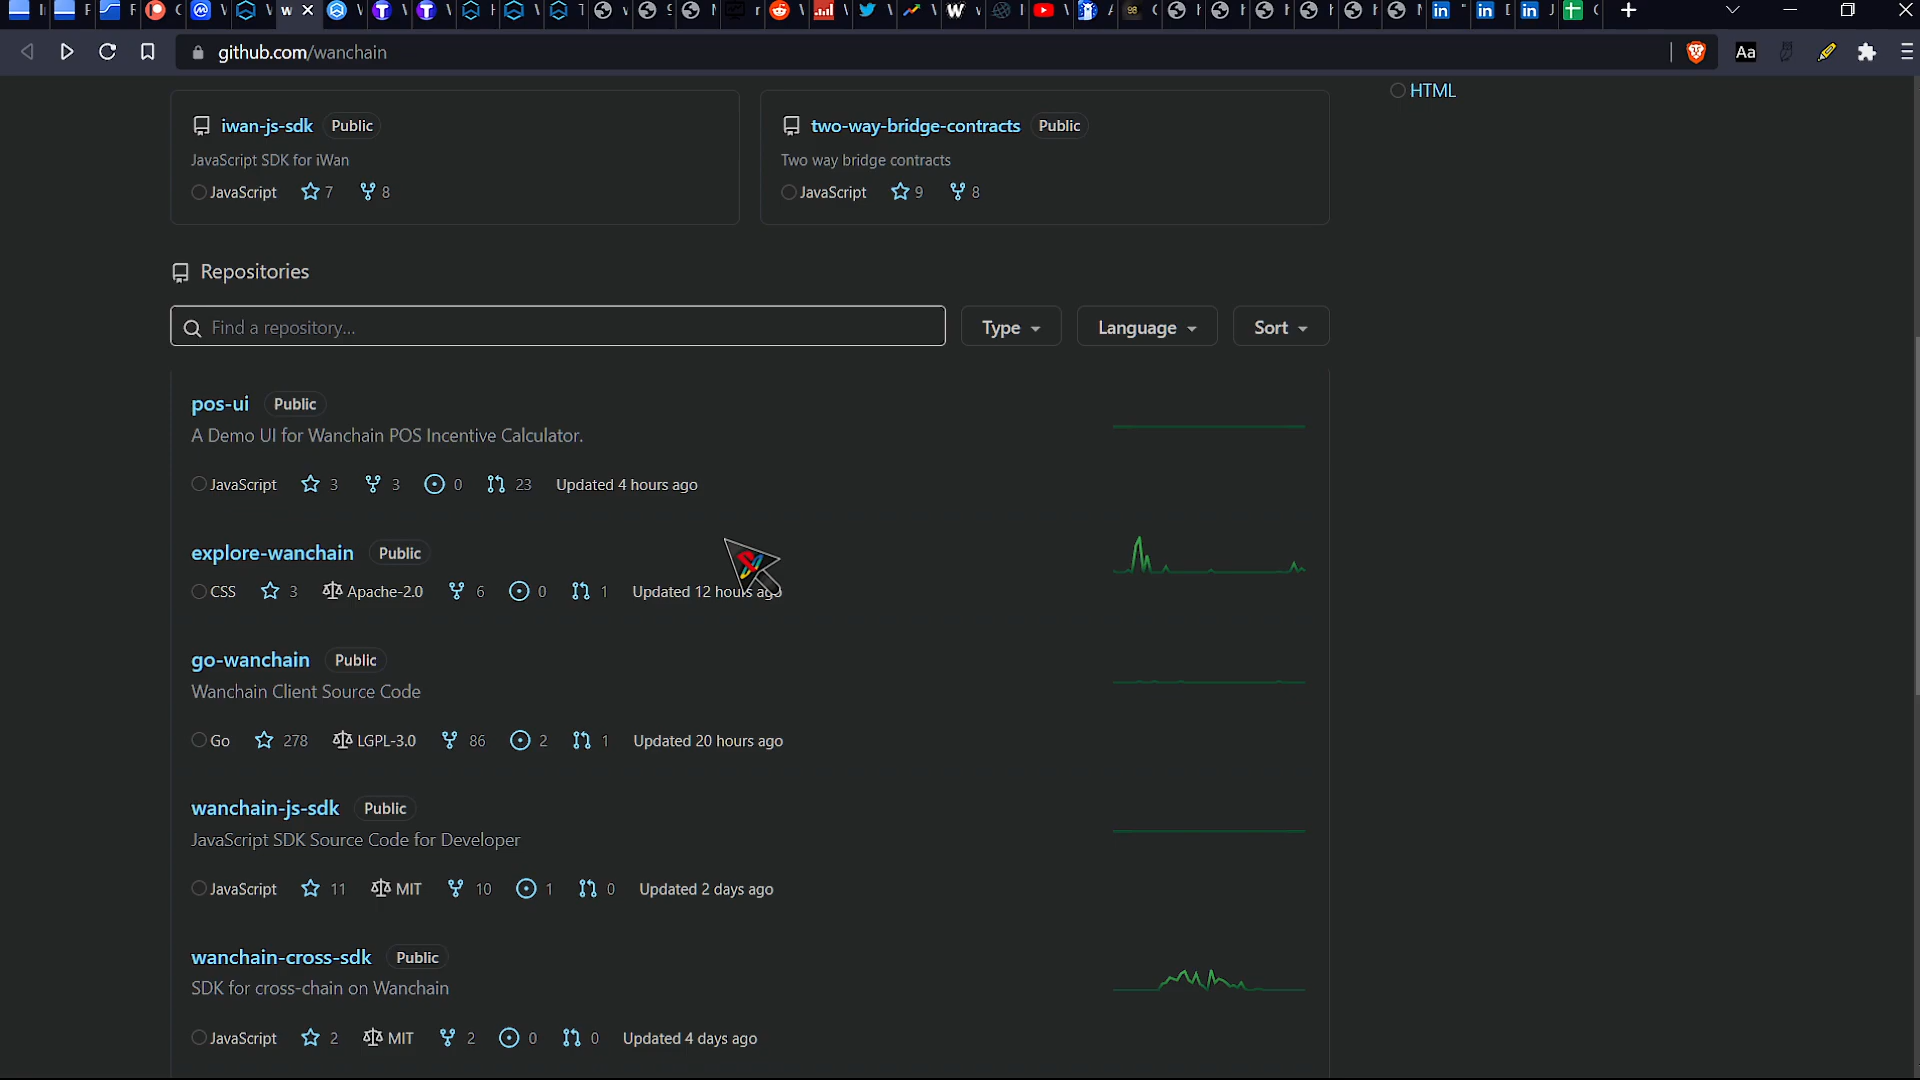 github.com/wanchain
Aa
HTML
iwan-js-sdk Public
JavaScript SDK for iWan
JavaScript 7 8
two-way-bridge-contracts Public
Two way bridge contracts
JavaScript 9 8
Repositories
Find a repository...
Type
Language
Sort
pos-ui Public
A Demo UI for Wanchain POS Incentive Calculator.
JavaScript 3 3 0 23 Updated 4 hours ago
explore-wanchain Public
CSS 3 Apache-2.0 6 0 1 Updated 12 hours ago
go-wanchain Public
Wanchain Client Source Code
Go 278 LGPL-3.0 86 2 1 Updated 20 hours ago
wanchain-js-sdk Public
JavaScript SDK Source Code for Developer
JavaScript 11 MIT 10 1 0 Updated 2 days ago
wanchain-cross-sdk Public
SDK for cross-chain on Wanchain
JavaScript 2 MIT 2 0 0 Updated 4 days ago